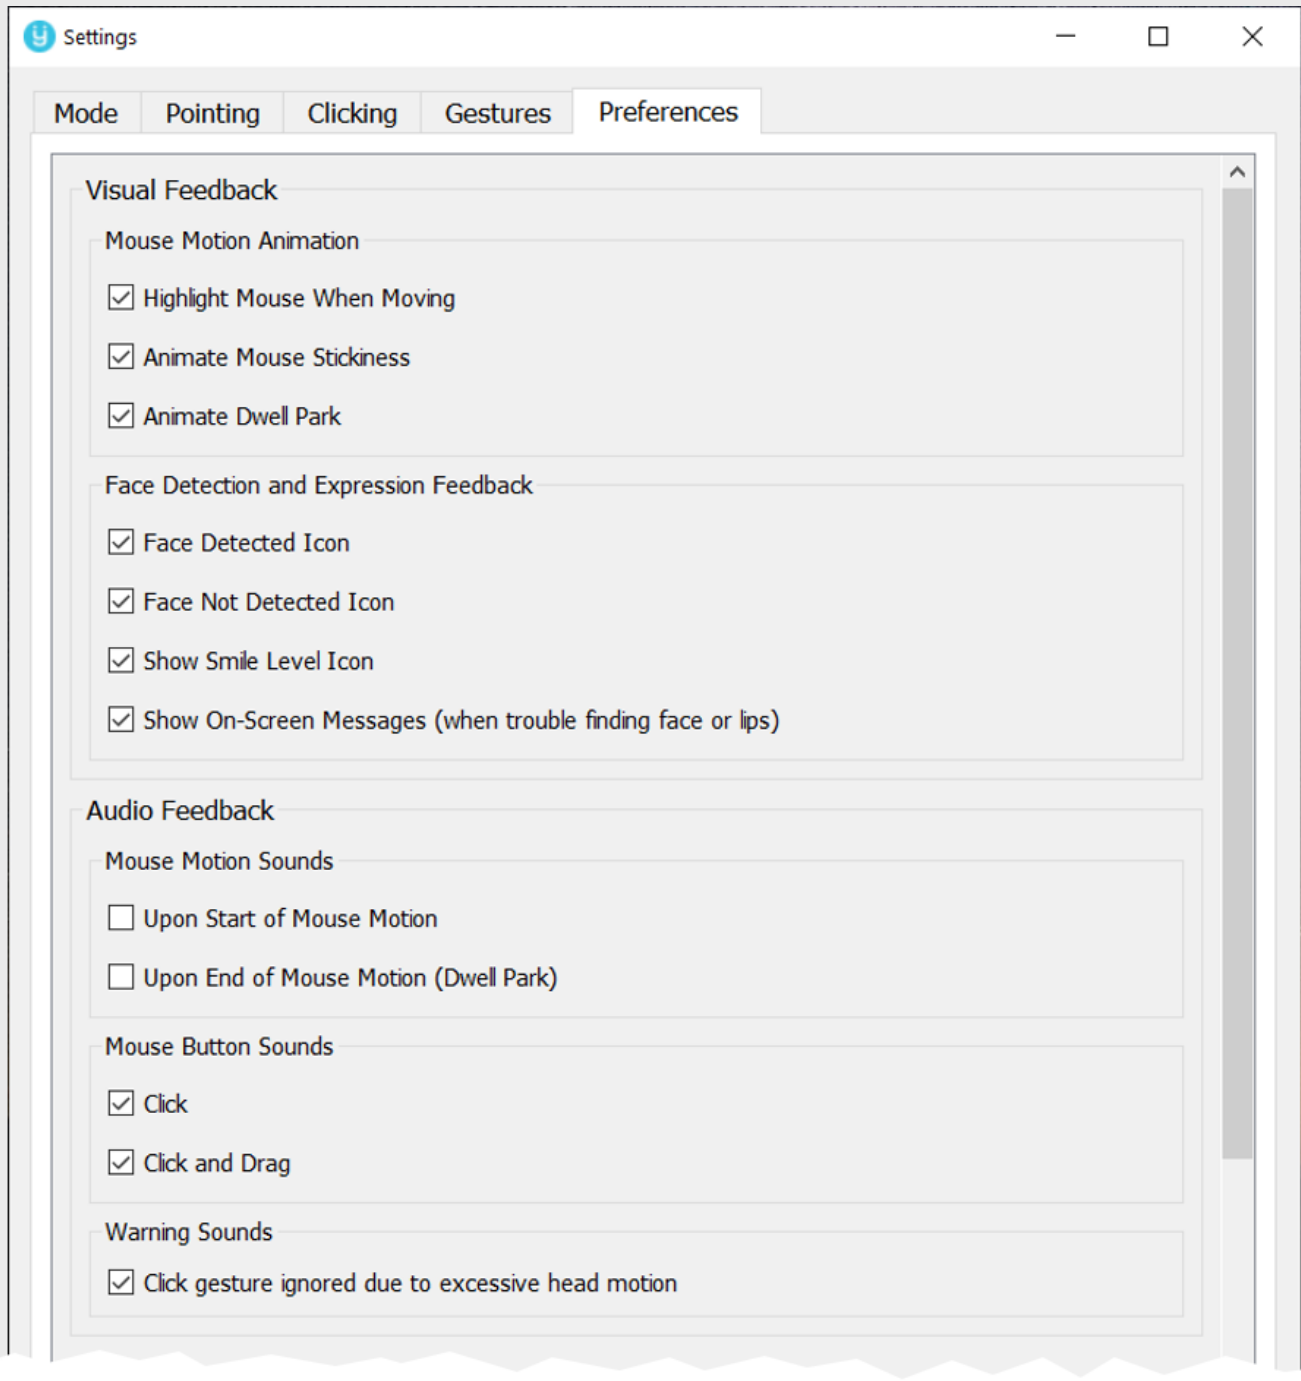 Settings
Mode Pointing Clicking Gestures Preferences
Visual Feedback
Mouse Motion Animation
Highlight Mouse When Moving
Animate Mouse Stickiness
Animate Dwell Park
Face Detection and Expression Feedback
Face Detected Icon
Face Not Detected Icon
Show Smile Level Icon
Show On-Screen Messages (when trouble finding face or lips)
Audio Feedback
Mouse Motion Sounds
Upon Start of Mouse Motion
Upon End of Mouse Motion (Dwell Park)
Mouse Button Sounds
Click
Click and Drag
Warning Sounds
Click gesture ignored due to excessive head motion